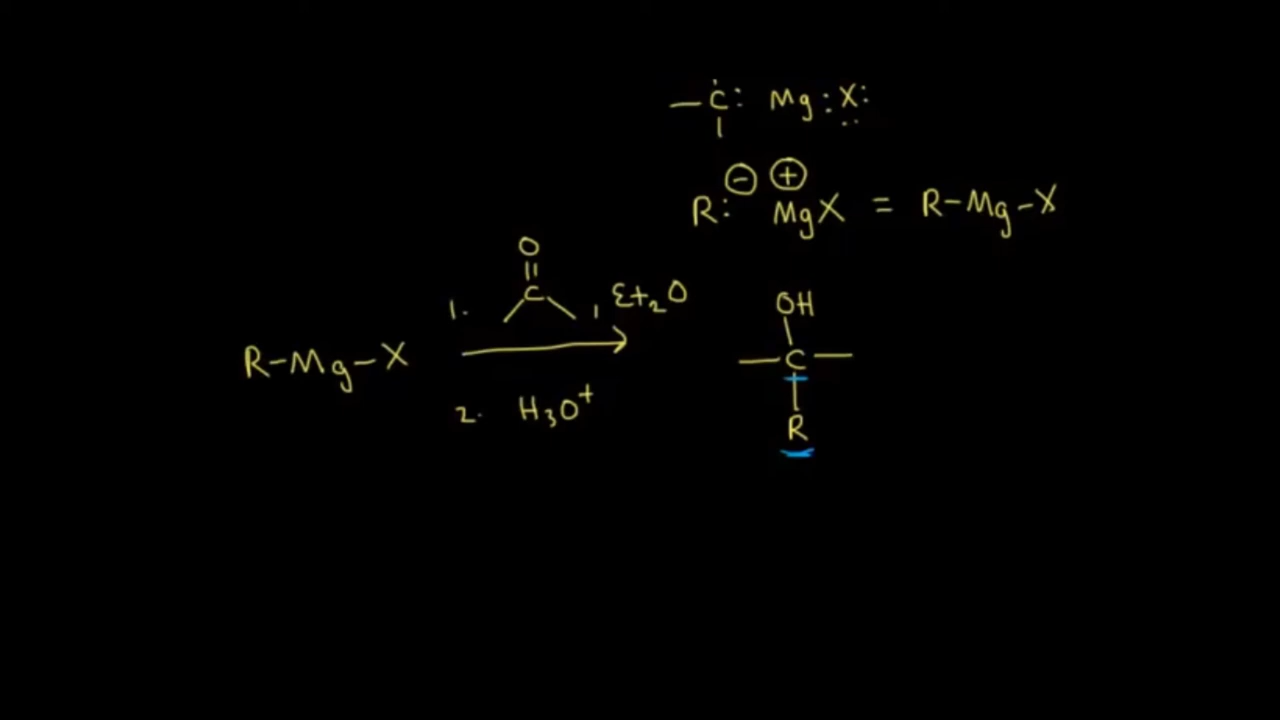 C: Mg :X:
R:⊖ ⊕MgX = R-Mg-X
O
||
1. C , Et₂O
OH
R-Mg-X → -C-
2. H₃O⁺
R